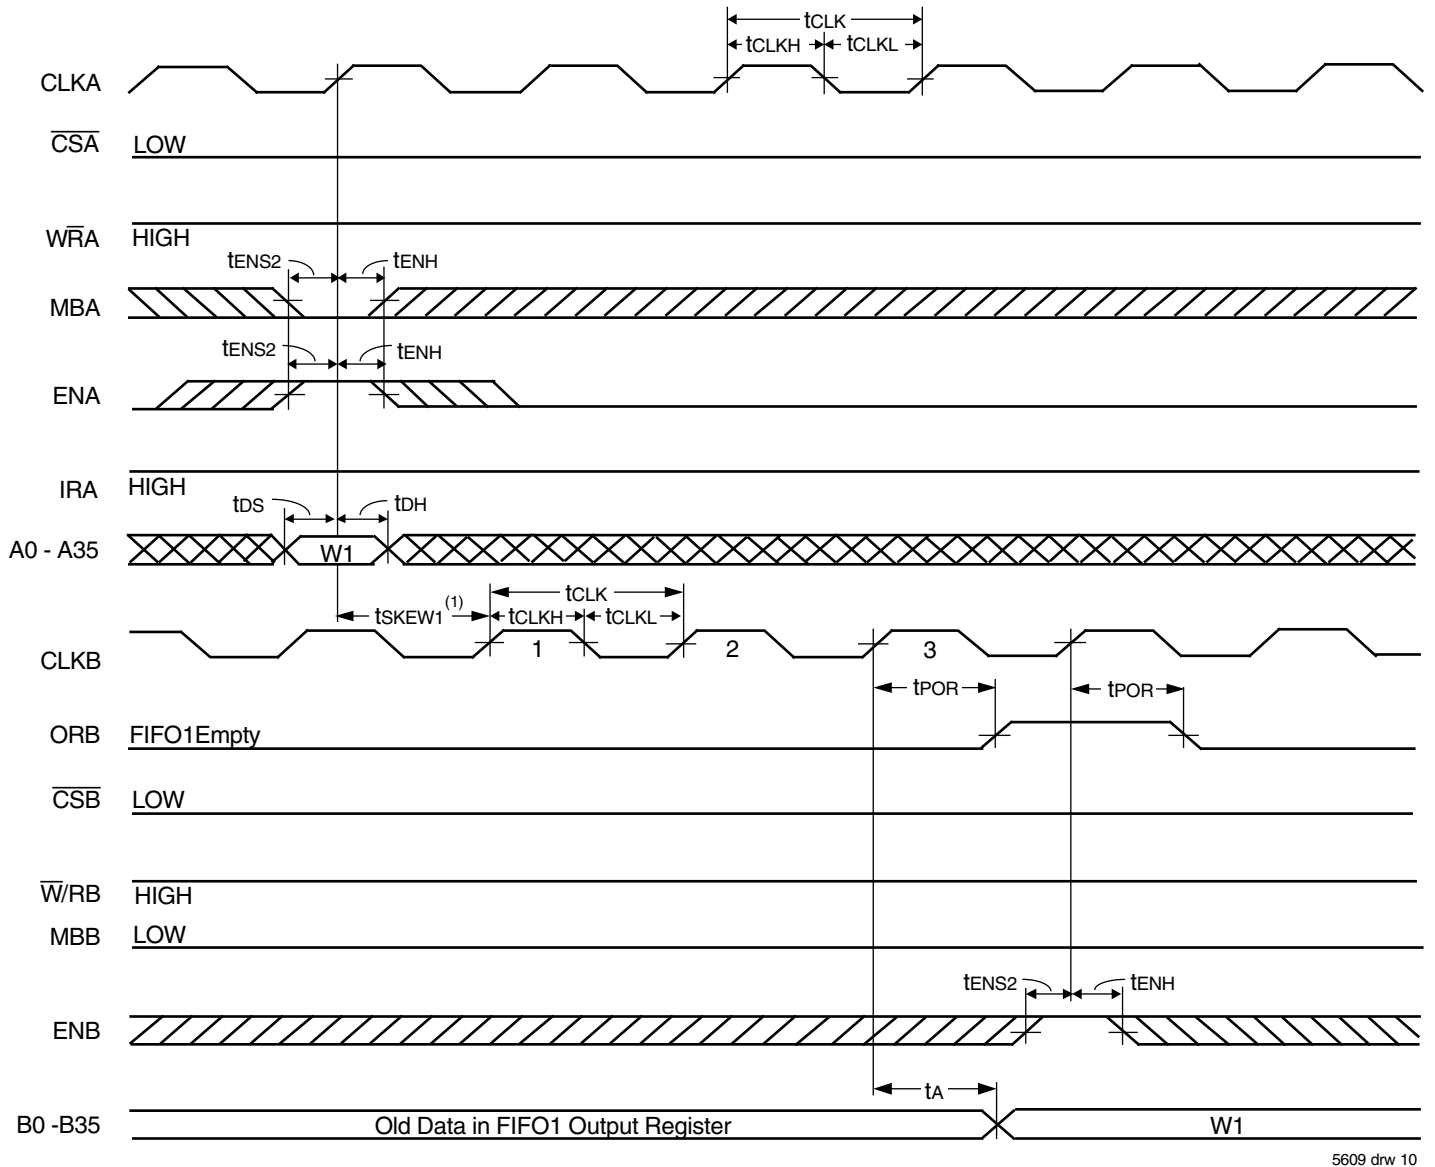 tCLK
tCLKH tCLKL
CLKA
CSA LOW
WRA HIGH
tENS2 tENH
MBA
tENS2 tENH
ENA
IRA HIGH
tDS tDH
A0 - A35 W1
tCLK
tSKEW1(1) tCLKH tCLKL
CLKB 1 2 3
tPOR tPOR
ORB FIFO1Empty
CSB LOW
W/RB HIGH
MBB LOW
tENS2 tENH
ENB
tA
B0 -B35 Old Data in FIFO1 Output Register W1
5609 drw 10